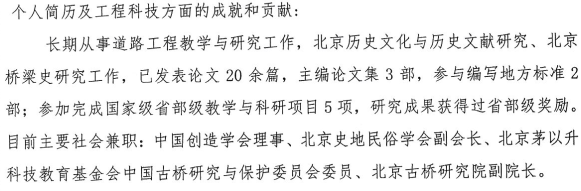 个人简历及工程科技方面的成就和贡献：
长期从事道路工程教学与研究工作，北京历史文化与历史文献研究、北京
桥梁史研究工作，已发表论文 20 余篇，主编论文集 3 部，参与编写地方标准 2
部；参加完成国家级省部级教学与科研项目 5 项，研究成果获得过省部级奖励。
目前主要社会兼职：中国创造学会理事、北京史地民俗学会副会长、北京茅以升
科技教育基金会中国古桥研究与保护委员会委员、北京古桥研究院副院长。